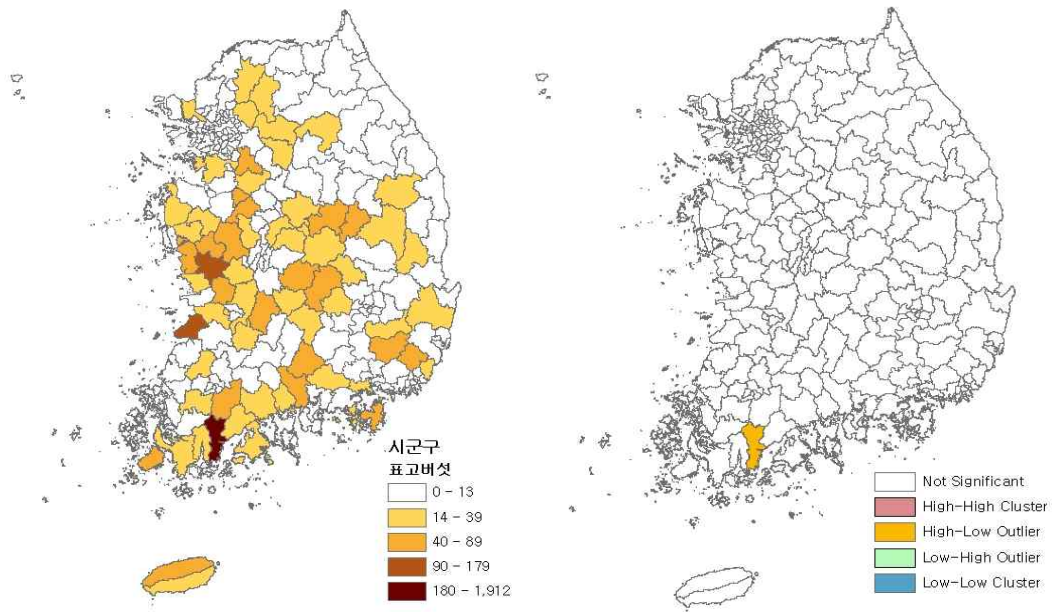 시군구
표고버섯
0 - 13
14 - 39
40 - 89
90 - 179
180 - 1,912
Not Significant
High-High Cluster
High-Low Outlier
Low-High Outlier
Low-Low Cluster